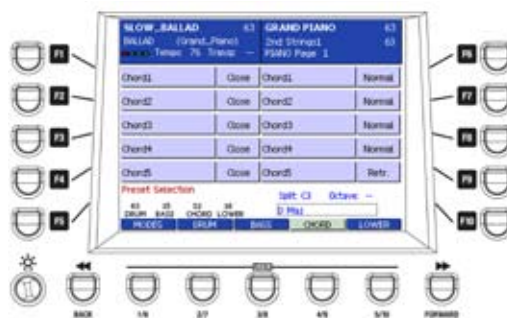 SLOW_BALLAD 63 GRAND PIANO 63
BALLAD (Grand_Piano) 2nd Strings1 63
Tempo 75 Transp -- PIANO Page 1
F1 F6
Chord1 Close Chord1 Normal
F2 F7
Chord2 Close Chord2 Normal
F3 F8
Chord3 Close Chord3 Normal
F4 F9
Chord4 Close Chord4 Normal
Chord5 Close Chord5 Retr.
F5 F10
Preset Selection
Split C3 Octave --
DRUM BASS CHORD LOWER
D Maj
MODES DRUM BASS CHORD LOWER
BACK 1/6 2/7 3/8 4/9 5/10 FORWARD